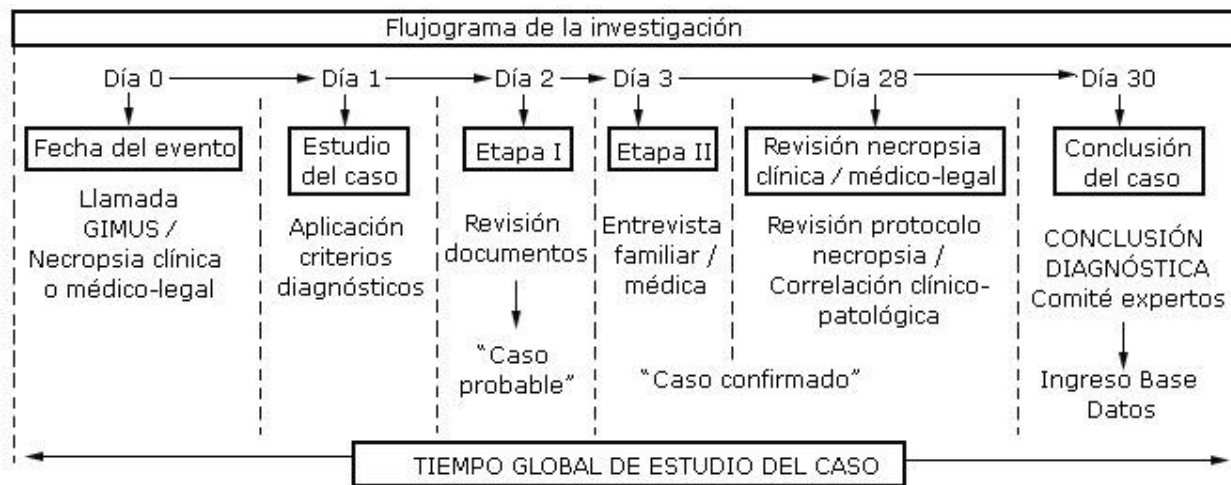 Flujograma de la investigación
Día 0
Día 1
Día 2
Día 3
Día 28
Día 30
Fecha del evento
Estudio
del caso
Etapa I
Etapa II
Revisión necropsia
clínica / médico-legal
Conclusión
del caso
Llamada
GIMUS /
Necropsia clínica
o médico-legal
Aplicación
criterios
diagnósticos
Revisión
documentos
"Caso
probable"
Entrevista
familiar /
médica
Revisión protocolo
necropsia /
Correlación clínico-
patológica
"Caso confirmado"
CONCLUSIÓN
DIAGNÓSTICA
Comité expertos
Ingreso Base
Datos
TIEMPO GLOBAL DE ESTUDIO DEL CASO